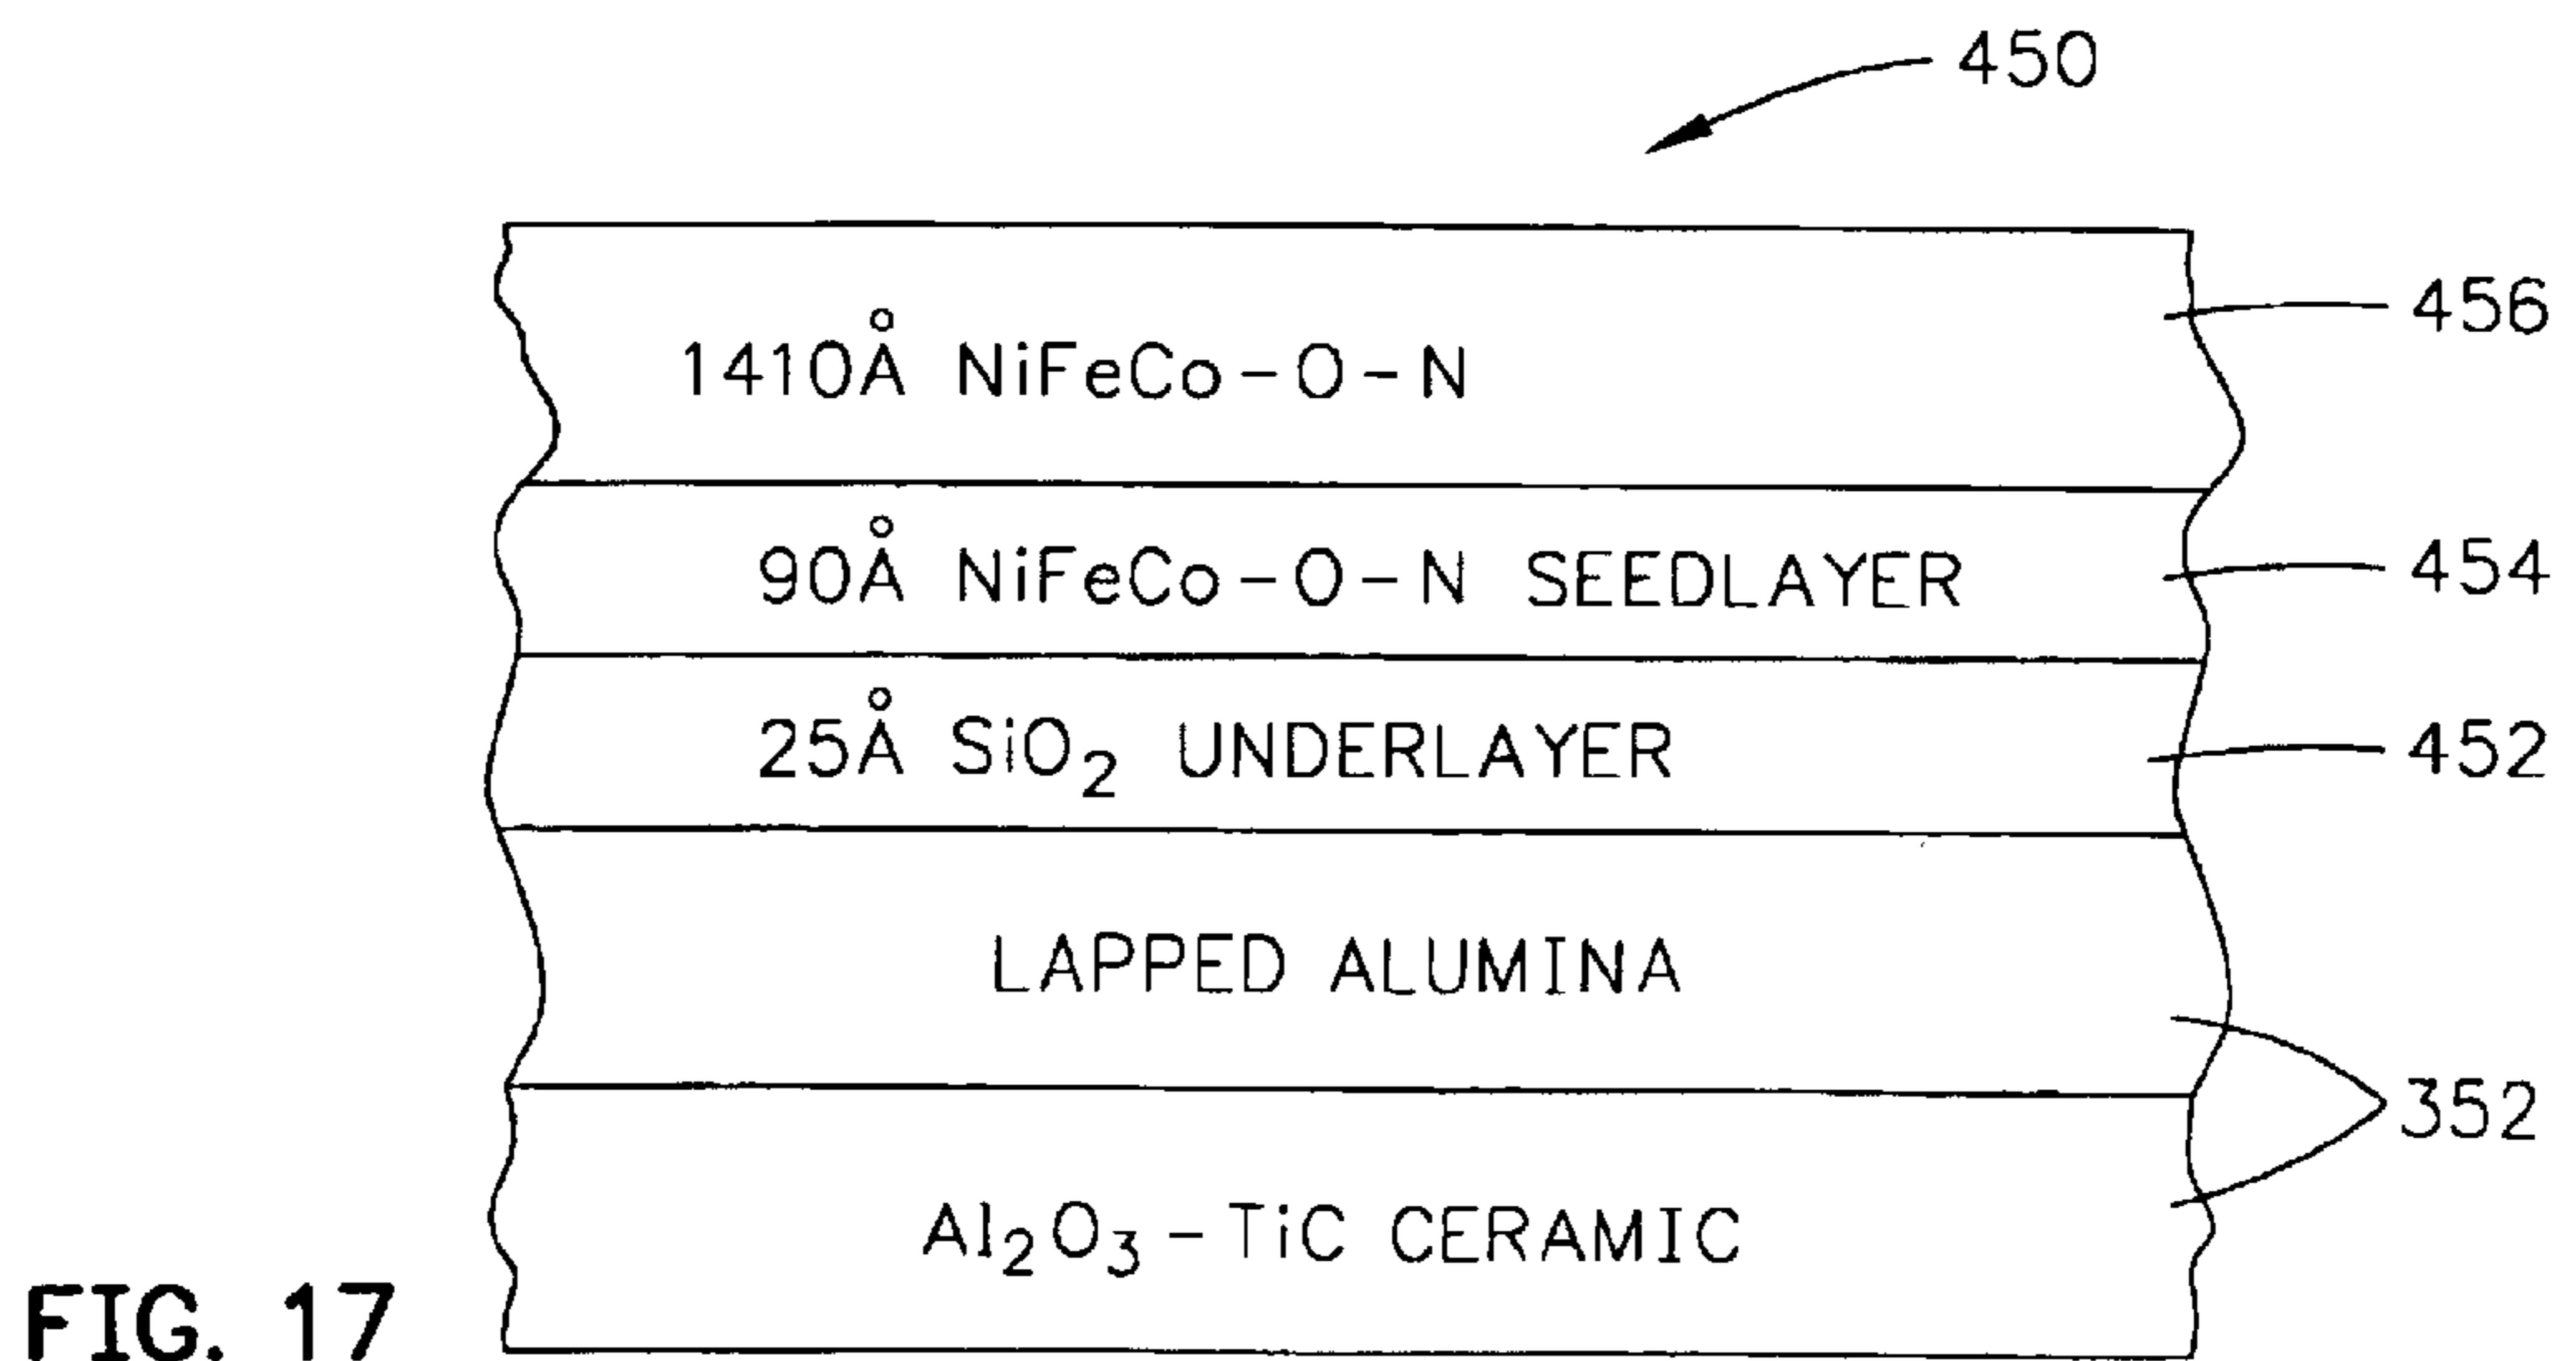 450
1410Å NiFeCo-O-N
456
90Å NiFeCo-O-N SEEDLAYER
454
25Å SiO₂ UNDERLAYER
452
LAPPED ALUMINA
352
Al₂O₃-TiC CERAMIC
FIG. 17